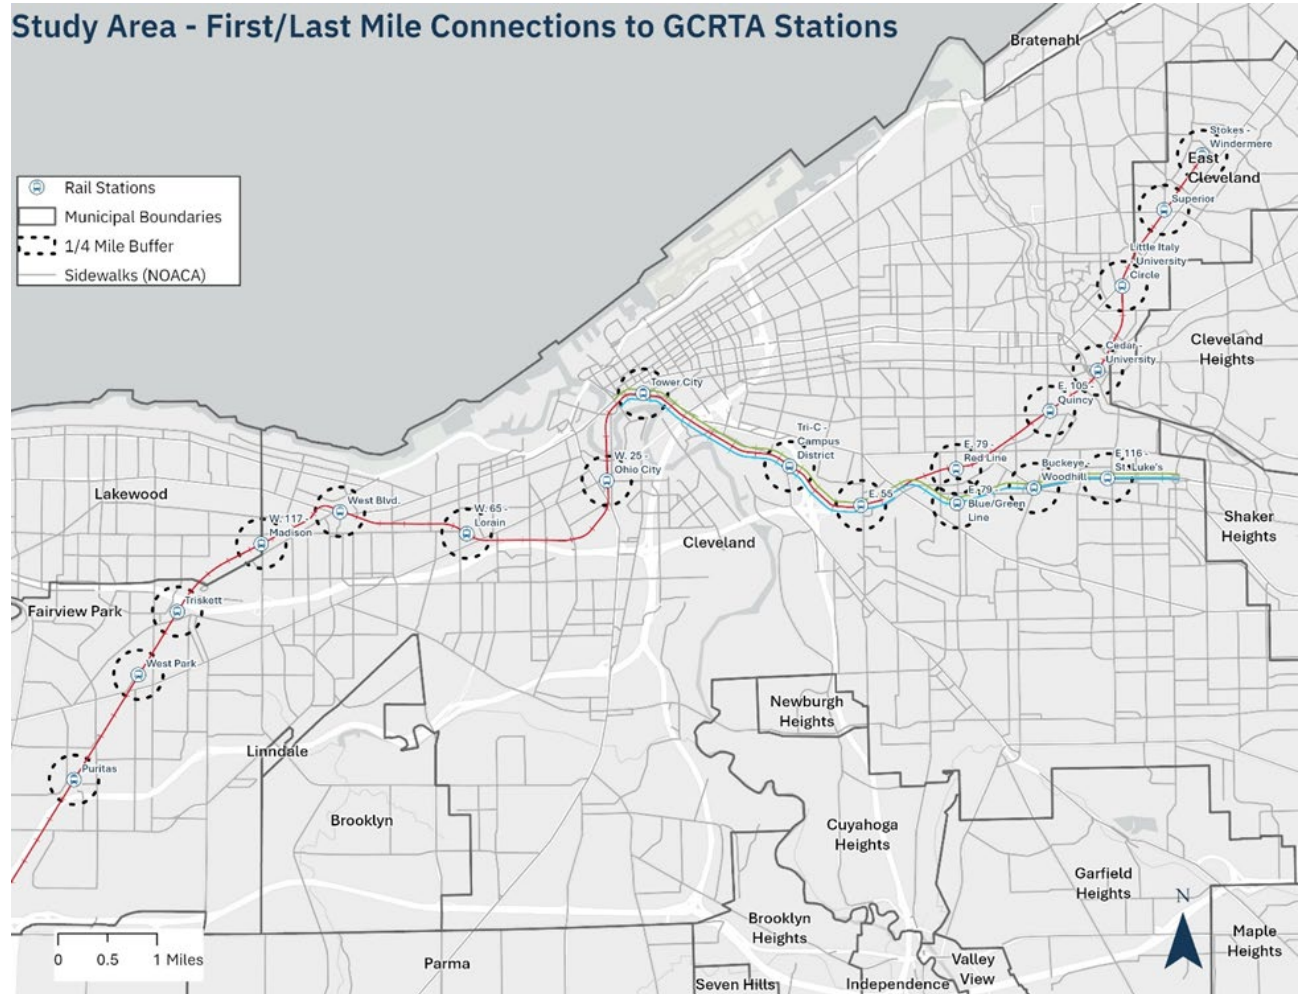 Study Area - First/Last Mile Connections to GCRTA Stations
Bratenahl
Rail Stations
Municipal Boundaries
1/4 Mile Buffer
Sidewalks (NOACA)
Stokes -
Windermere
East
Cleveland
Superior
Little Italy
University
Circle
Cleveland
Heights
Cedar -
University
E. 105 -
Quincy
Tower City
Tri-C -
Campus
District
E. 79 -
Red Line
Buckeye -
Woodhill
E 116 -
St. Luke's
W. 25 -
Ohio City
E. 55
E. 79
Blue/Green
Line
Shaker
Heights
Lakewood
West Blvd.
W. 117 -
Madison
W. 65 -
Lorain
Cleveland
Fairview Park
Triskett
West Park
Newburgh
Heights
Linndale
Puritas
Brooklyn
Cuyahoga
Heights
Garfield
Heights
N
Brooklyn
Heights
Maple
Heights
0 0.5 1 Miles
Parma
Valley
View
Seven Hills
Independence